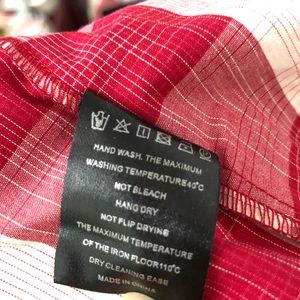 HAND WASH. THE MAXIMUM
WASHING TEMPERATURE40°C
NOT BLEACH
HANG DRY
NOT FLIP DRYING
THE MAXIMUM TEMPERATURE
OF THE IRON FLOOR110°C
DRY CLEANING EASE
MADE IN CHINA